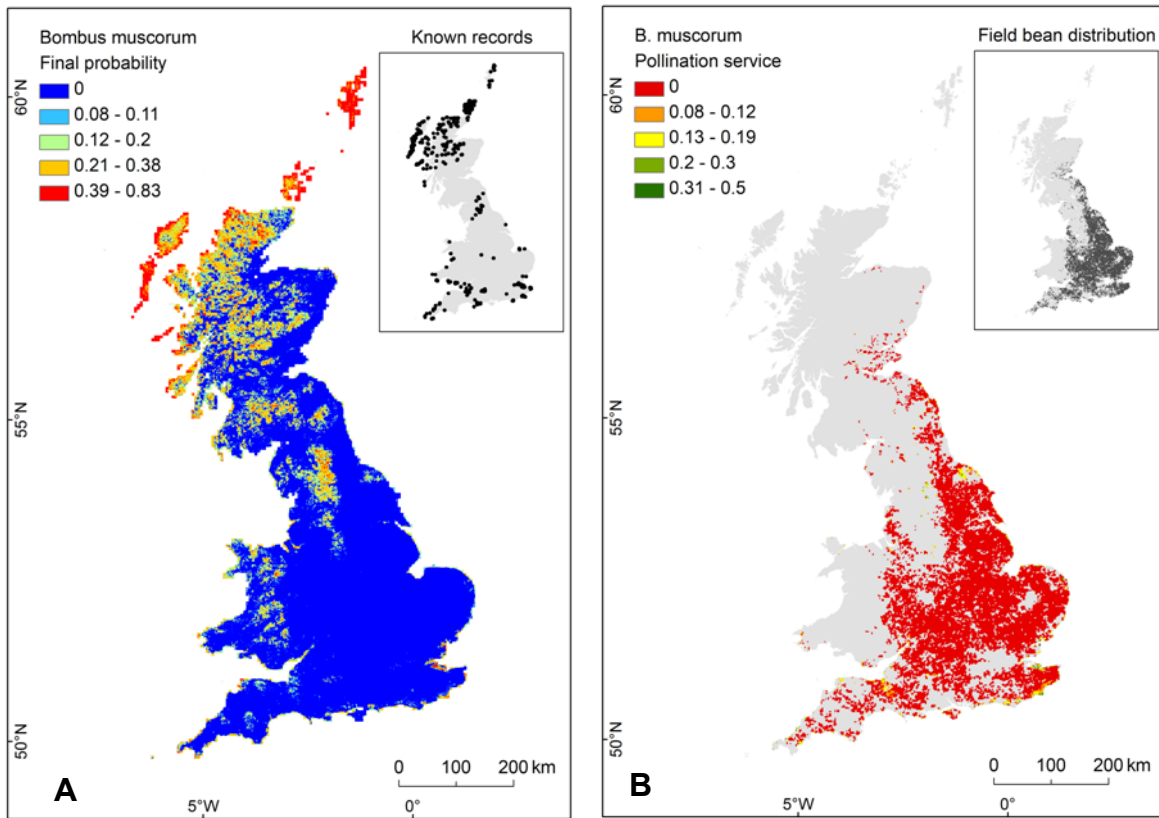 Bombus muscorum
Final probability
0
0.08 - 0.11
0.12 - 0.2
0.21 - 0.38
0.39 - 0.83
Known records
60°N
55°N
50°N
A
0 100 200 km
5°W 0°
B. muscorum
Pollination service
0
0.08 - 0.12
0.13 - 0.19
0.2 - 0.3
0.31 - 0.5
Field bean distribution
60°N
55°N
50°N
B
0 100 200 km
5°W 0°